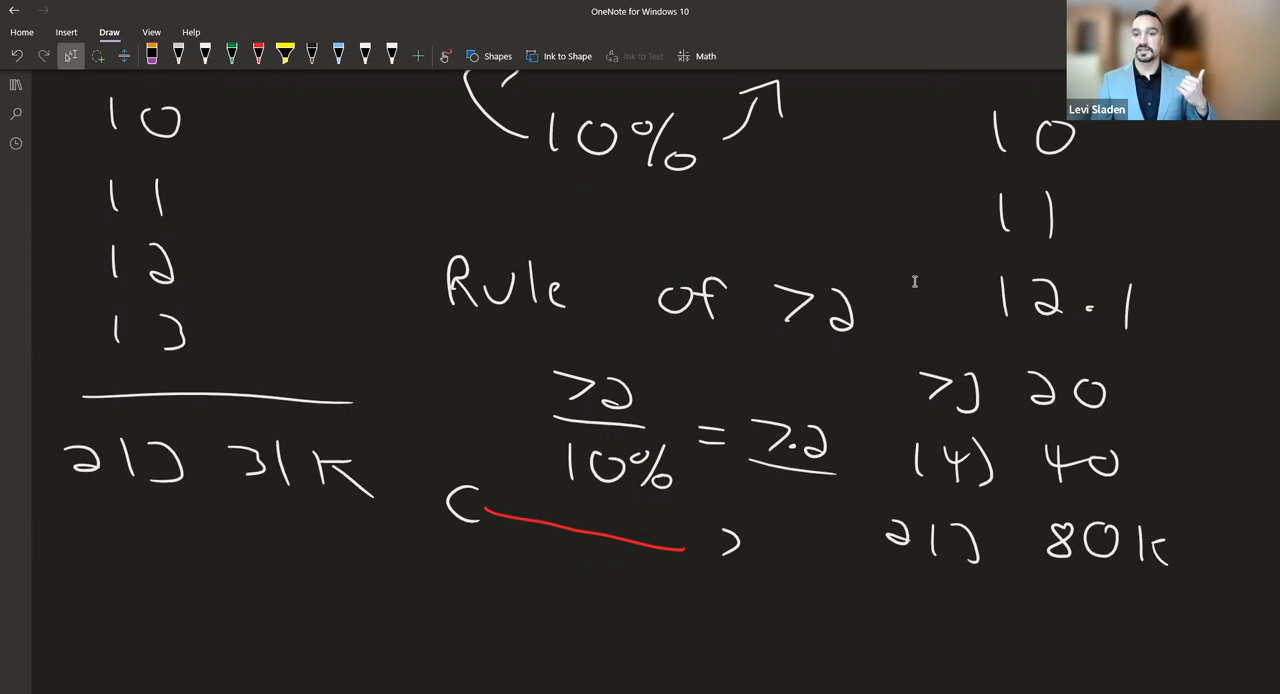 OneNote for Windows 10
Home Insert Draw View Help
Shapes Ink to Shape Ink to Text Math
Levi Sladen
10
11
12
13
21) 31K
10%
Rule of 72
72
10% = 7.2
10
11
12.1
7) 20
14) 40
21) 80K